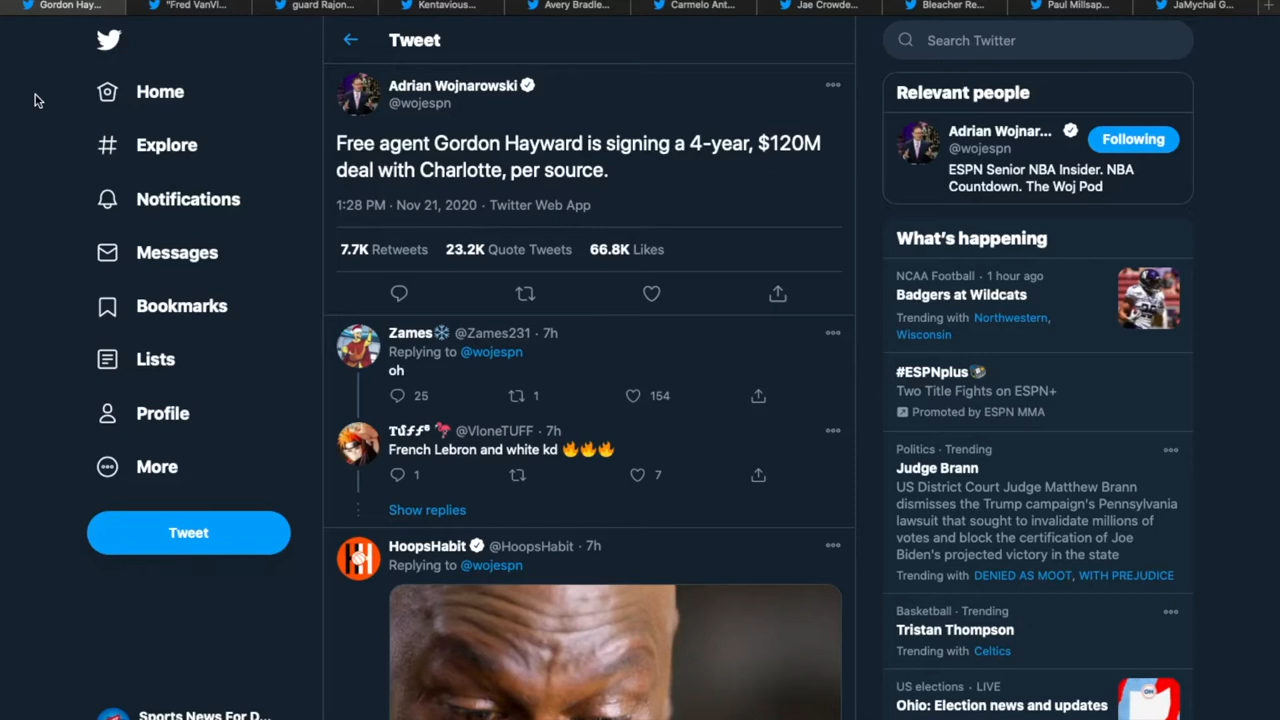 Gordon Hay...
"Fred VanVl...
guard Rajon...
Kentavious...
Avery Bradle...
Carmelo Ant...
Jae Crowde...
Bleacher Re...
Paul Millsap...
JaMychal G...
Home
Explore
Notifications
Messages
Bookmarks
Lists
Profile
More
Tweet
Sports News For D...
Tweet
Adrian Wojnarowski
@wojespn
Free agent Gordon Hayward is signing a 4-year, $120M
deal with Charlotte, per source.
1:28 PM · Nov 21, 2020 · Twitter Web App
7.7K Retweets 23.2K Quote Tweets 66.8K Likes
Zames❄️ @Zames231 · 7h
Replying to @wojespn
oh
25 1 154
@VloneTUFF · 7h
French Lebron and white kd 🔥🔥🔥
1 7
Show replies
HoopsHabit @HoopsHabit · 7h
Replying to @wojespn
Search Twitter
Relevant people
Adrian Wojnar...
@wojespn
Following
ESPN Senior NBA Insider. NBA
Countdown. The Woj Pod
What's happening
NCAA Football · 1 hour ago
Badgers at Wildcats
Trending with Northwestern,
Wisconsin
#ESPNplus
Two Title Fights on ESPN+
Promoted by ESPN MMA
Politics · Trending
Judge Brann
US District Court Judge Matthew Brann
dismisses the Trump campaign's Pennsylvania
lawsuit that sought to invalidate millions of
votes and block the certification of Joe
Biden's projected victory in the state
Trending with DENIED AS MOOT, WITH PREJUDICE
Basketball · Trending
Tristan Thompson
Trending with Celtics
US elections · LIVE
Ohio: Election news and updates